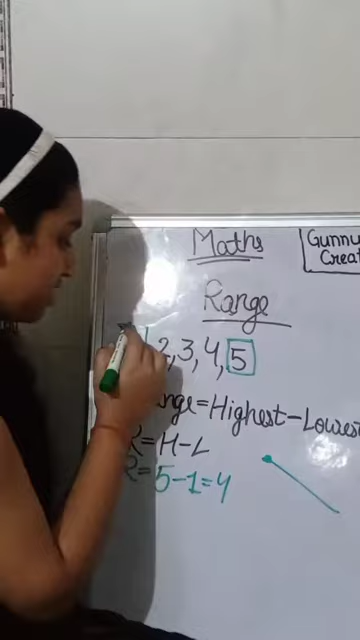 Maths
Gunnu
Creat
Range
2, 3, 4, 5
nge = Highest - Lowest
R = H - L
R = 5 - 1 = 4